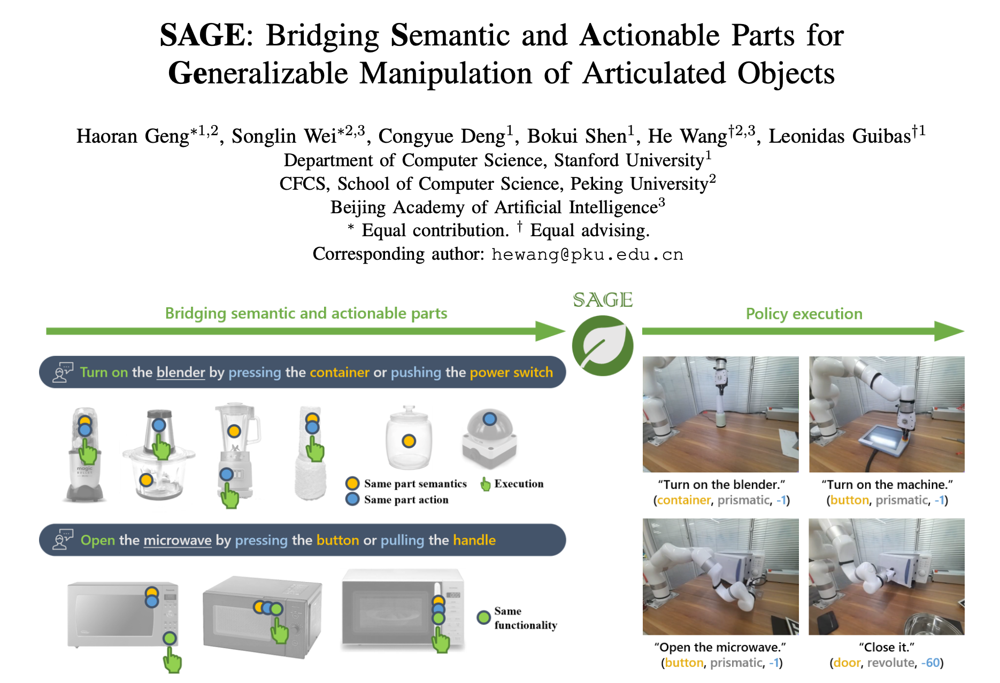 SAGE: Bridging Semantic and Actionable Parts for
Generalizable Manipulation of Articulated Objects
Haoran Geng*1,2, Songlin Wei*2,3, Congyue Deng1, Bokui Shen1, He Wang†2,3, Leonidas Guibas†1
Department of Computer Science, Stanford University1
CFCS, School of Computer Science, Peking University2
Beijing Academy of Artificial Intelligence3
* Equal contribution. † Equal advising.
Corresponding author: hewang@pku.edu.cn
Bridging semantic and actionable parts
SAGE
Policy execution
Turn on the blender by pressing the container or pushing the power switch
magic
BULLET
Same part semantics
Same part action
Execution
"Turn on the blender."
(container, prismatic, -1)
"Turn on the machine."
(button, prismatic, -1)
Open the microwave by pressing the button or pulling the handle
Same
functionality
"Open the microwave."
(button, prismatic, -1)
"Close it."
(door, revolute, -60)